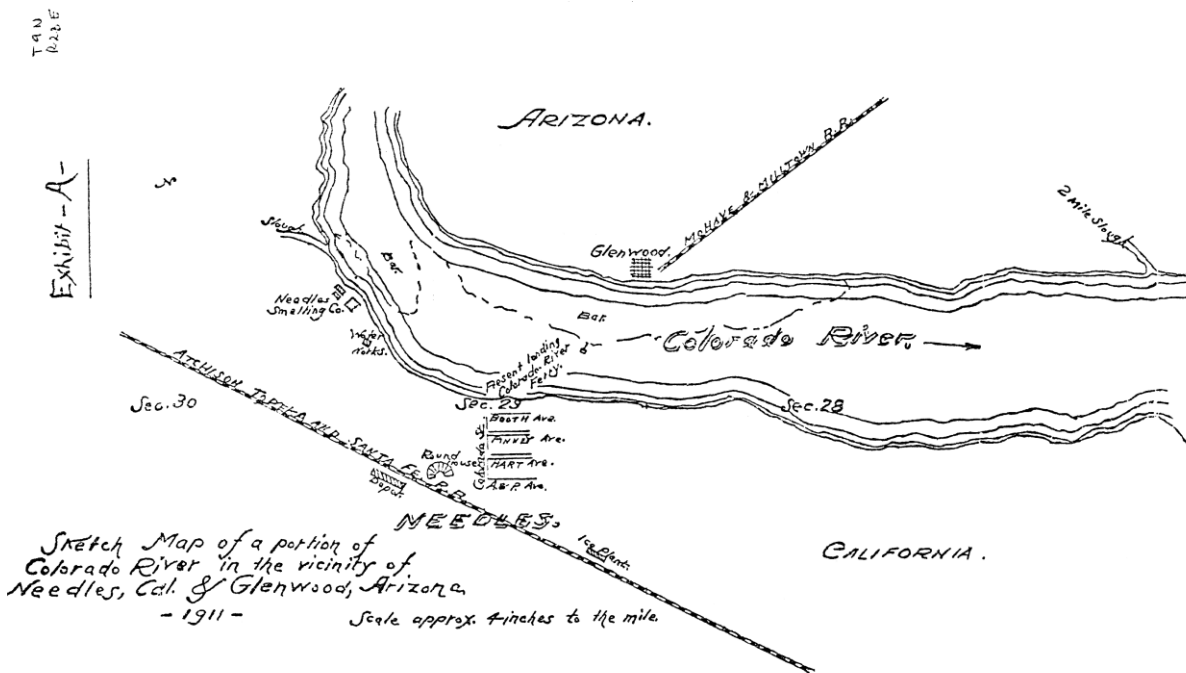 T9N
R22E
Exhibit-A-
N
ARIZONA.
MOHAVE & MILLTOWN R.R.
2 Mile Slough
Slough
Glenwood.
Bar.
Needles
Smelting Co.
Water
Works.
Bar.
Colorado River.
Present landing
Colorado River
Ferry.
ATCHISON TOPEKA AND SANTA FE. R.R.
Sec. 30
Sec. 29
Sec. 28
BOOTH AVE.
Ave.
HART AVE.
A&P. Ave.
Round
House
Depot.
NEEDLES.
Ice Plant.
CALIFORNIA.
Sketch Map of a portion of
Colorado River in the vicinity of
Needles, Cal. & Glenwood, Arizona
- 1911 -
Scale approx. 4 inches to the mile.